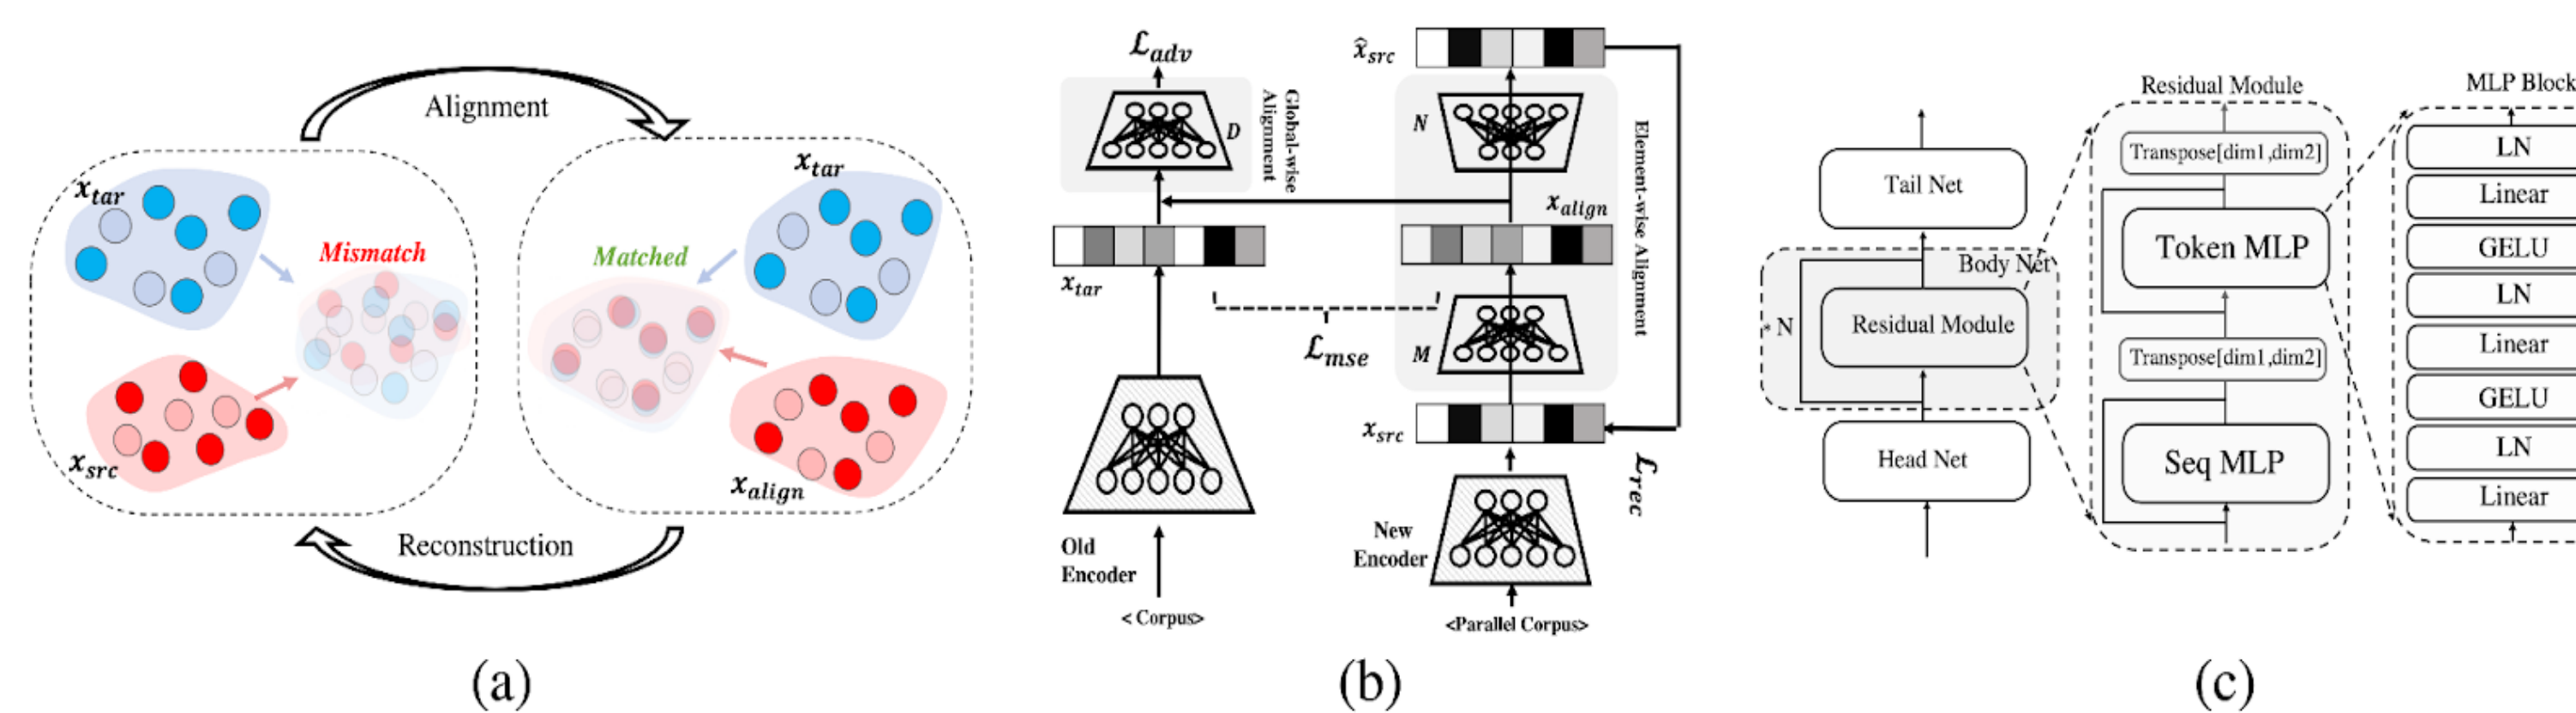 Alignment
x_tar
Mismatch
x_src
x_tar
Matched
x_align
Reconstruction
(a)
ℒ_adv
D
Global-wise
Alignment
x_tar
ℒ_mse
Old
Encoder
< Corpus>
x̂_src
N
x_align
Element-wise Alignment
M
x_src
ℒ_rec
New
Encoder
<Parallel Corpus>
(b)
Tail Net
Body Net
* N
Residual Module
Head Net
Residual Module
Transpose[dim1,dim2]
Token MLP
Transpose[dim1,dim2]
Seq MLP
MLP Block
LN
Linear
GELU
LN
Linear
GELU
LN
Linear
(c)